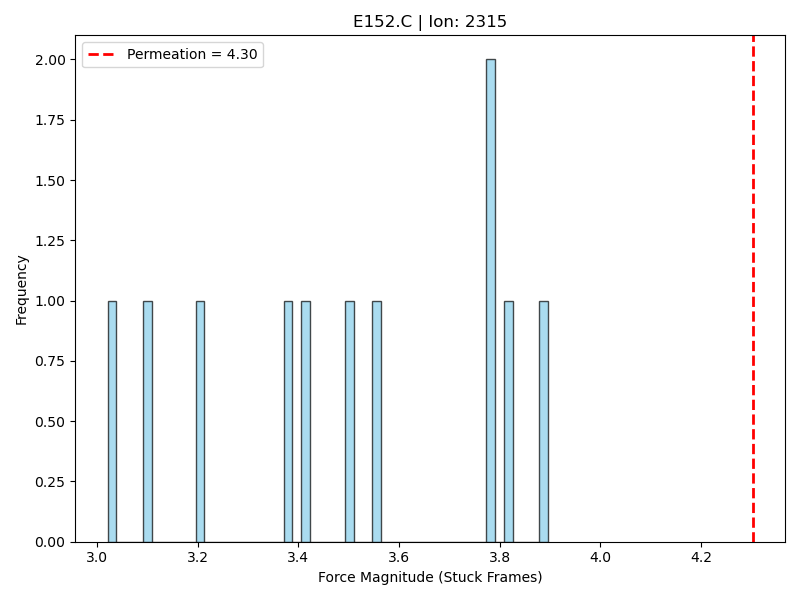 E152.C | Ion: 2315
Permeation = 4.30
Frequency
2.00
1.75
1.50
1.25
1.00
0.75
0.50
0.25
0.00
3.0 3.2 3.4 3.6 3.8 4.0 4.2
Force Magnitude (Stuck Frames)